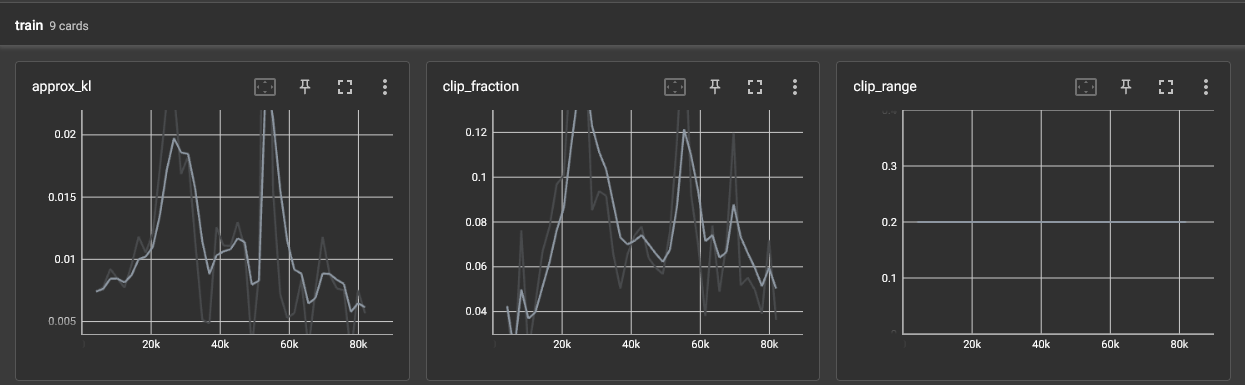 train 9 cards
approx_kl
0.02
0.015
0.01
0.005
20k 40k 60k 80k
clip_fraction
0.12
0.1
0.08
0.06
0.04
20k 40k 60k 80k
clip_range
0.3
0.2
0.1
0
20k 40k 60k 80k